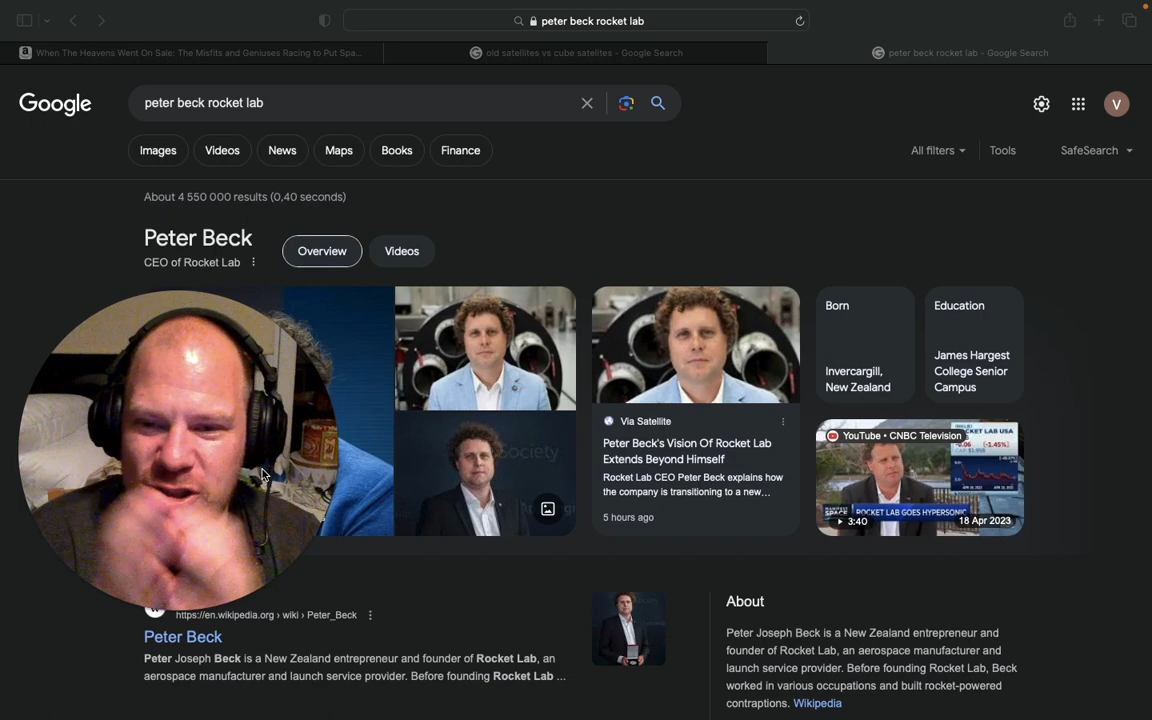 peter beck rocket lab
When The Heavens Went On Sale: The Misfits and Geniuses Racing to Put Spa...
old satellites vs cube satelites - Google Search
peter beck rocket lab - Google Search
Google
peter beck rocket lab
V
Images
Videos
News
Maps
Books
Finance
All filters
Tools
SafeSearch
About 4 550 000 results (0,40 seconds)
Peter Beck
CEO of Rocket Lab
Overview
Videos
Society
Via Satellite
Peter Beck's Vision Of Rocket Lab
Extends Beyond Himself
Rocket Lab CEO Peter Beck explains how
the company is transitioning to a new...
5 hours ago
Born
Invercargill,
New Zealand
Education
James Hargest
College Senior
Campus
YouTube • CNBC Television
CKET LAB USA
(-1.45%)
ROCKET LAB GOES HYPERSONIC
3:40
18 Apr 2023
https://en.wikipedia.org › wiki › Peter_Beck
Peter Beck
Peter Joseph Beck is a New Zealand entrepreneur and founder of Rocket Lab, an
aerospace manufacturer and launch service provider. Before founding Rocket Lab ...
About
Peter Joseph Beck is a New Zealand entrepreneur and
founder of Rocket Lab, an aerospace manufacturer and
launch service provider. Before founding Rocket Lab, Beck
worked in various occupations and built rocket-powered
contraptions. Wikipedia